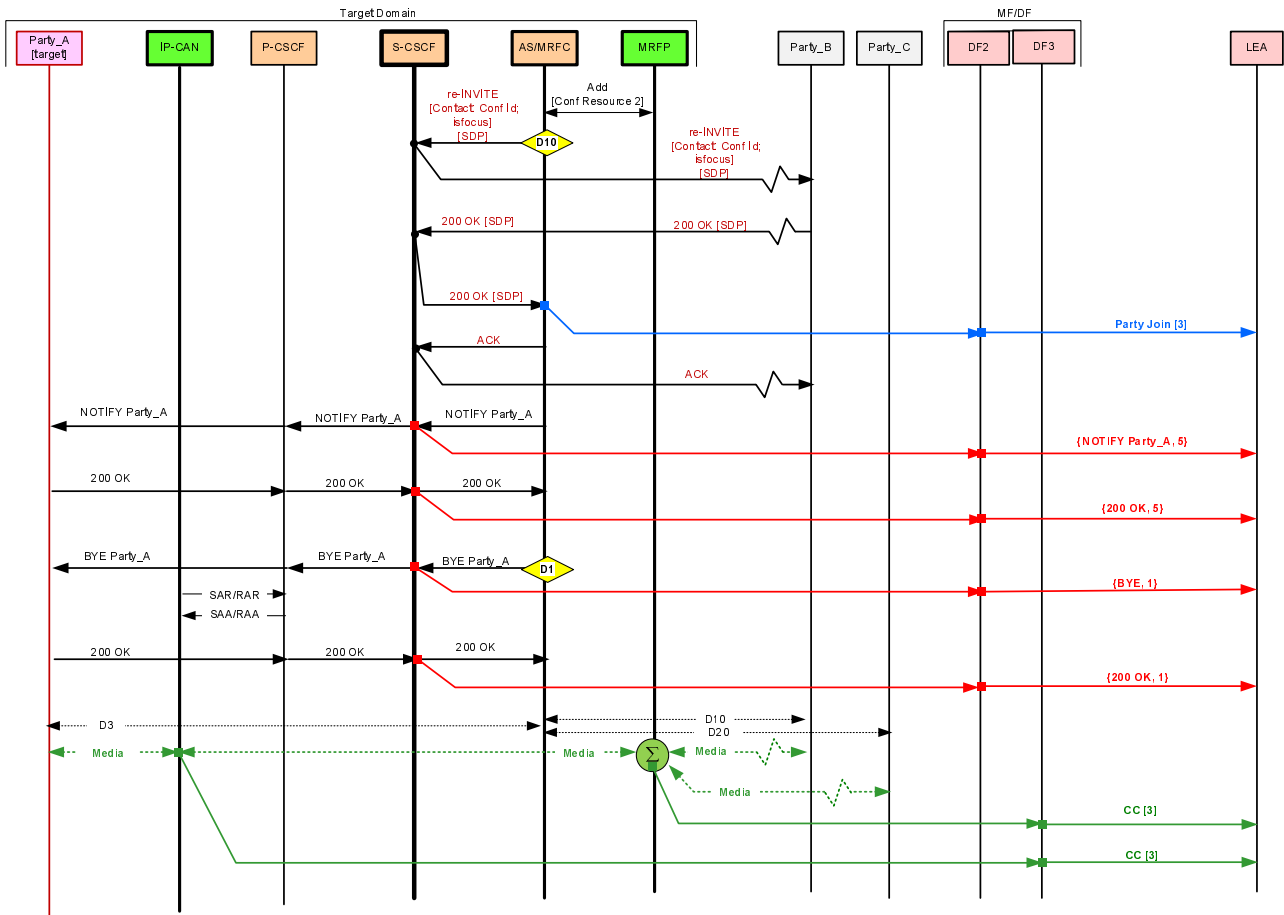 Target Domain
MF/DF
Party_A
[target]
IP-CAN
P-CSCF
S-CSCF
AS/MRFC
MRFP
Party_B
Party_C
DF2
DF3
LEA
re-INVITE
[Contact: Conf Id;
isfocus]
[SDP]
Add
[Conf Resource 2]
D10
re-INVITE
[Contact: Conf Id;
isfocus]
[SDP]
200 OK [SDP]
200 OK [SDP]
200 OK [SDP]
Party Join [3]
ACK
ACK
NOTIFY Party_A
NOTIFY Party_A
NOTIFY Party_A
{NOTIFY Party_A, 5}
200 OK
200 OK
200 OK
{200 OK, 5}
BYE Party_A
BYE Party_A
BYE Party_A
D1
{BYE, 1}
SAR/RAR
SAA/RAA
200 OK
200 OK
200 OK
{200 OK, 1}
D3
D10
D20
Media
Media
Σ
Media
Media
CC [3]
CC [3]